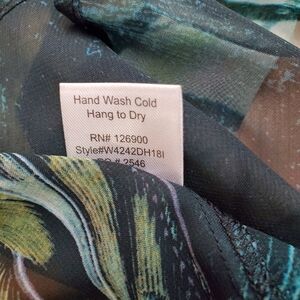 Hand Wash Cold
Hang to Dry
RN# 126900
Style#W4242DH18I
# 2546